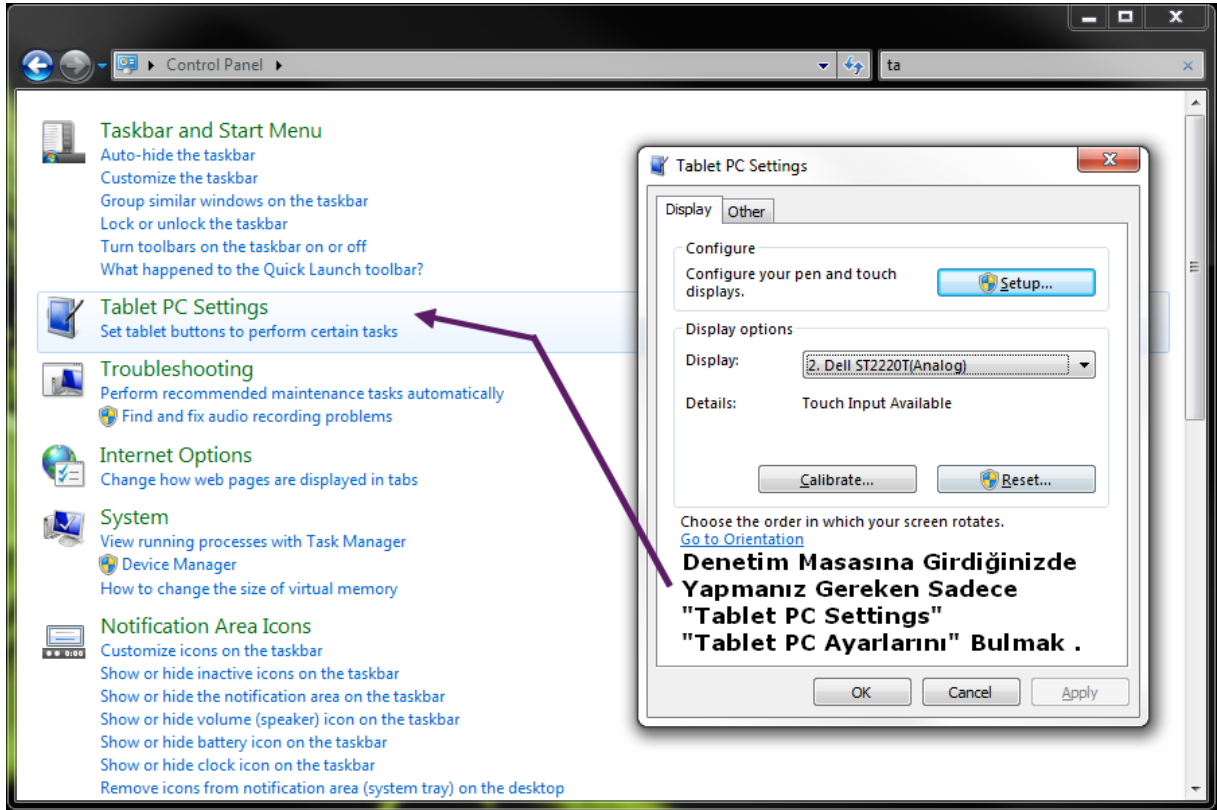 Control Panel
ta
Taskbar and Start Menu
Auto-hide the taskbar
Customize the taskbar
Group similar windows on the taskbar
Lock or unlock the taskbar
Turn toolbars on the taskbar on or off
What happened to the Quick Launch toolbar?
Tablet PC Settings
Set tablet buttons to perform certain tasks
Troubleshooting
Perform recommended maintenance tasks automatically
Find and fix audio recording problems
Internet Options
Change how web pages are displayed in tabs
System
View running processes with Task Manager
Device Manager
How to change the size of virtual memory
Notification Area Icons
Customize icons on the taskbar
Show or hide inactive icons on the taskbar
Show or hide the notification area on the taskbar
Show or hide volume (speaker) icon on the taskbar
Show or hide battery icon on the taskbar
Show or hide clock icon on the taskbar
Remove icons from notification area (system tray) on the desktop
Tablet PC Settings
Display Other
Configure
Configure your pen and touch
displays.
Setup...
Display options
Display: 2. Dell ST2220T(Analog)
Details: Touch Input Available
Calibrate... Reset...
Choose the order in which your screen rotates.
Go to Orientation
Denetim Masasına Girdiğinizde
Yapmanız Gereken Sadece
"Tablet PC Settings"
"Tablet PC Ayarlarını" Bulmak .
OK Cancel Apply